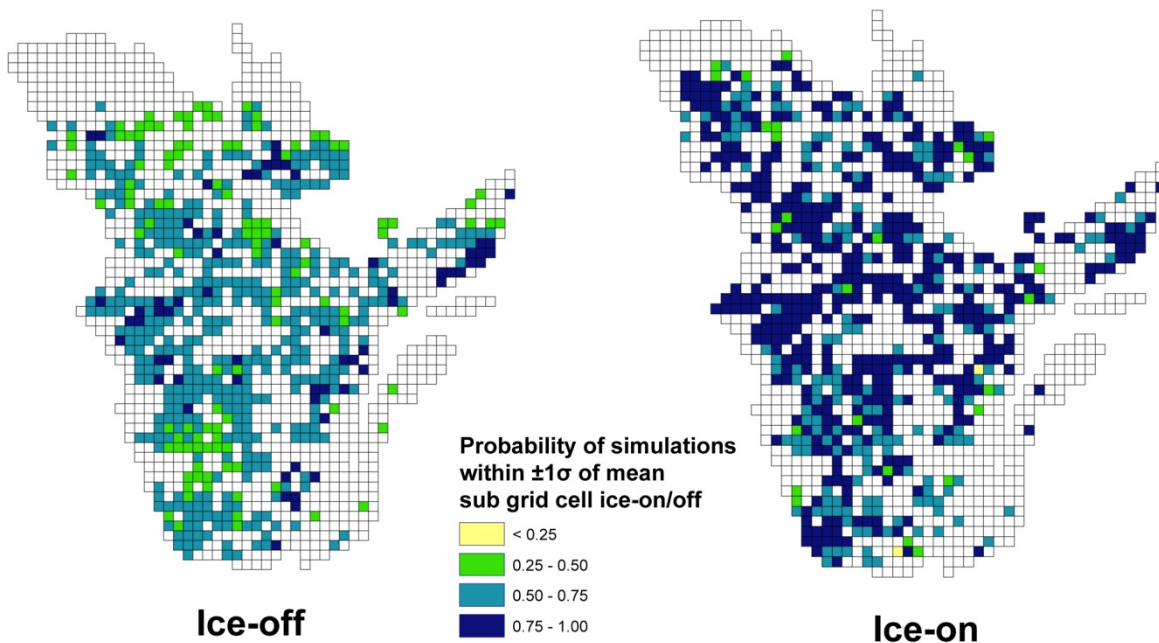 Probability of simulations
within ±1σ of mean
sub grid cell ice-on/off
< 0.25
0.25 - 0.50
0.50 - 0.75
0.75 - 1.00
Ice-off
Ice-on